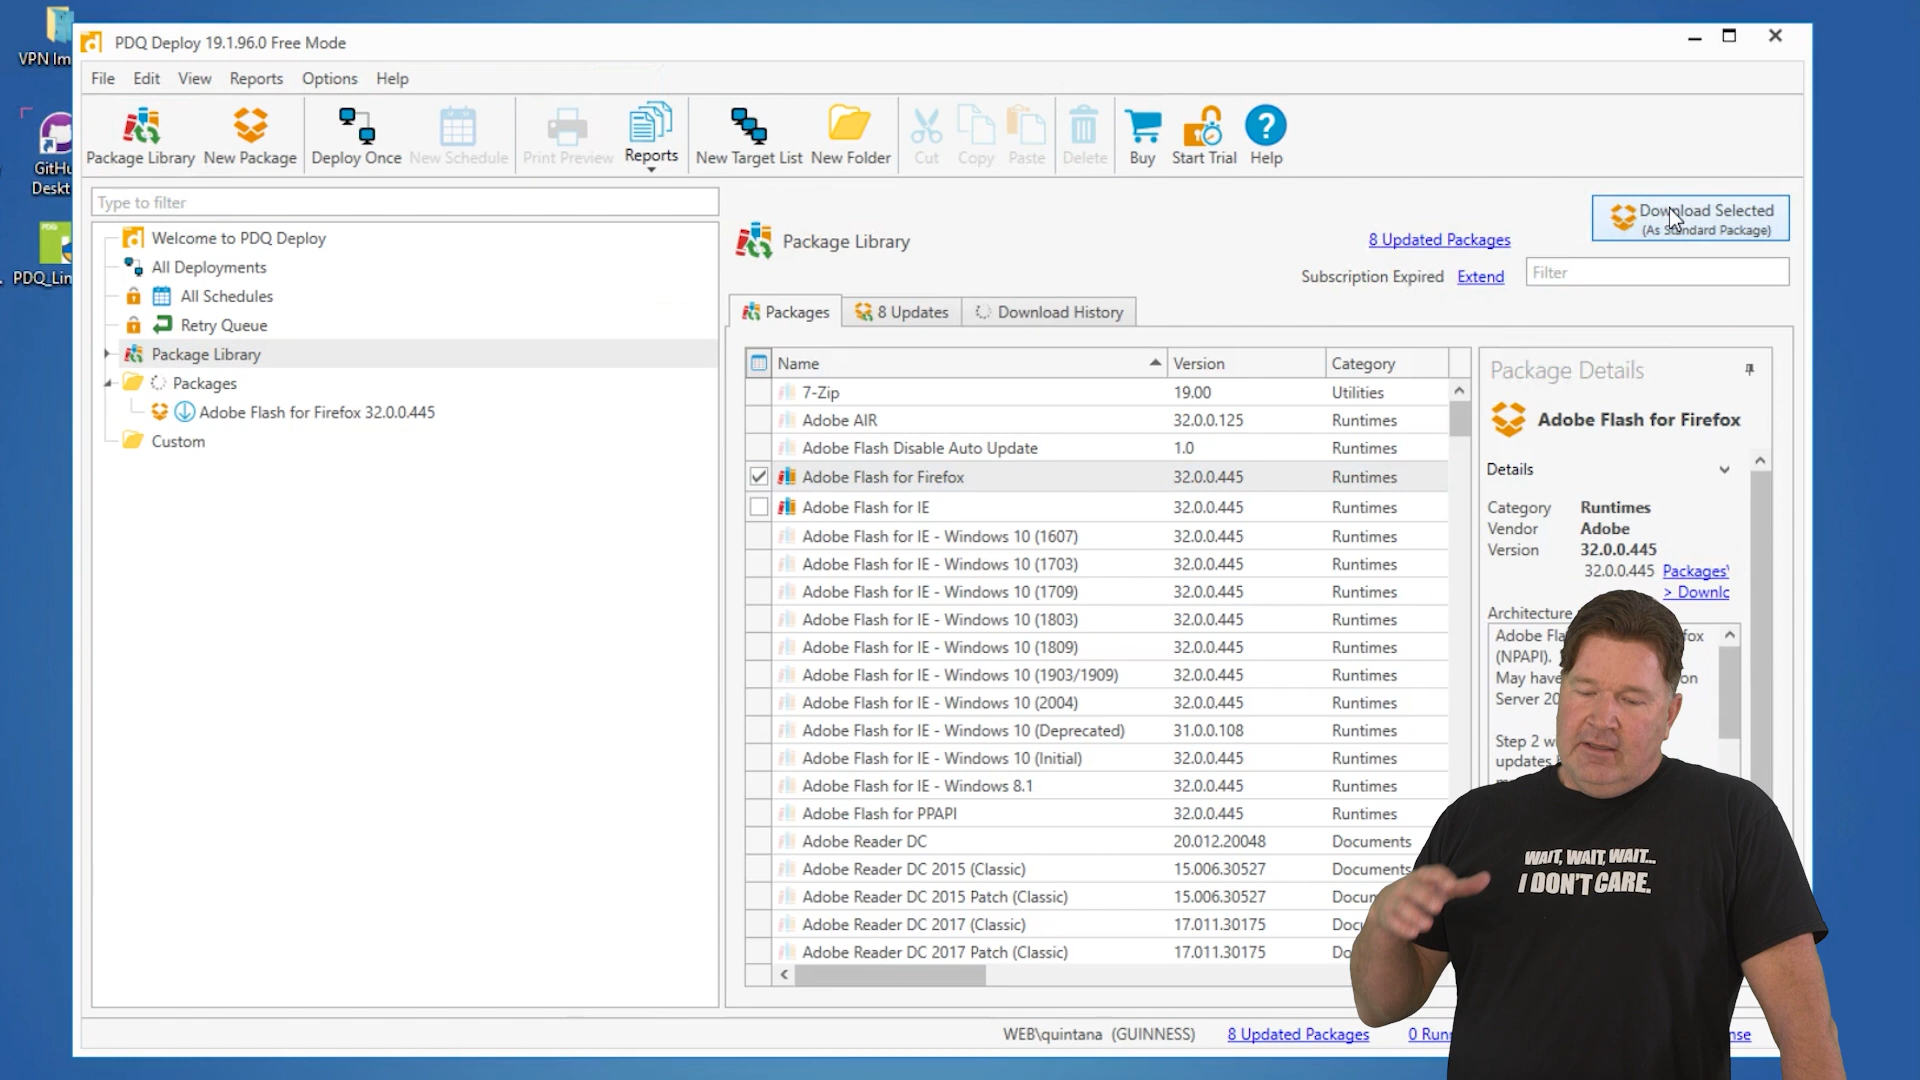 VPN Im
GitHu
Deskt
PDQ_Lin
PDQ Deploy 19.1.96.0 Free Mode
File Edit View Reports Options Help
Package Library New Package Deploy Once New Schedule Print Preview Reports New Target List New Folder Cut Copy Paste Delete Buy Start Trial Help
Type to filter
Welcome to PDQ Deploy
All Deployments
All Schedules
Retry Queue
Package Library
Packages
Adobe Flash for Firefox 32.0.0.445
Custom
Package Library
8 Updated Packages
Download Selected
(As Standard Package)
Subscription Expired Extend
Filter
Packages 8 Updates Download History
Name Version Category
7-Zip 19.00 Utilities
Adobe AIR 32.0.0.125 Runtimes
Adobe Flash Disable Auto Update 1.0 Runtimes
Adobe Flash for Firefox 32.0.0.445 Runtimes
Adobe Flash for IE 32.0.0.445 Runtimes
Adobe Flash for IE - Windows 10 (1607) 32.0.0.445 Runtimes
Adobe Flash for IE - Windows 10 (1703) 32.0.0.445 Runtimes
Adobe Flash for IE - Windows 10 (1709) 32.0.0.445 Runtimes
Adobe Flash for IE - Windows 10 (1803) 32.0.0.445 Runtimes
Adobe Flash for IE - Windows 10 (1809) 32.0.0.445 Runtimes
Adobe Flash for IE - Windows 10 (1903/1909) 32.0.0.445 Runtimes
Adobe Flash for IE - Windows 10 (2004) 32.0.0.445 Runtimes
Adobe Flash for IE - Windows 10 (Deprecated) 31.0.0.108 Runtimes
Adobe Flash for IE - Windows 10 (Initial) 32.0.0.445 Runtimes
Adobe Flash for IE - Windows 8.1 32.0.0.445 Runtimes
Adobe Flash for PPAPI 32.0.0.445 Runtimes
Adobe Reader DC 20.012.20048 Documents
Adobe Reader DC 2015 (Classic) 15.006.30527 Documents
Adobe Reader DC 2015 Patch (Classic) 15.006.30527 Docu
Adobe Reader DC 2017 (Classic) 17.011.30175 Doc
Adobe Reader DC 2017 Patch (Classic) 17.011.30175 Do
Package Details
Adobe Flash for Firefox
Details
Category Runtimes
Vendor Adobe
Version 32.0.0.445
32.0.0.445 Packages\
> Downlc
Architecture
Adobe Fla fox
(NPAPI).
May have on
Server 20
Step 2 w
updates
WAIT, WAIT, WAIT...
I DON'T CARE.
WEB\quintana (GUINNESS) 8 Updated Packages 0 Runn nse